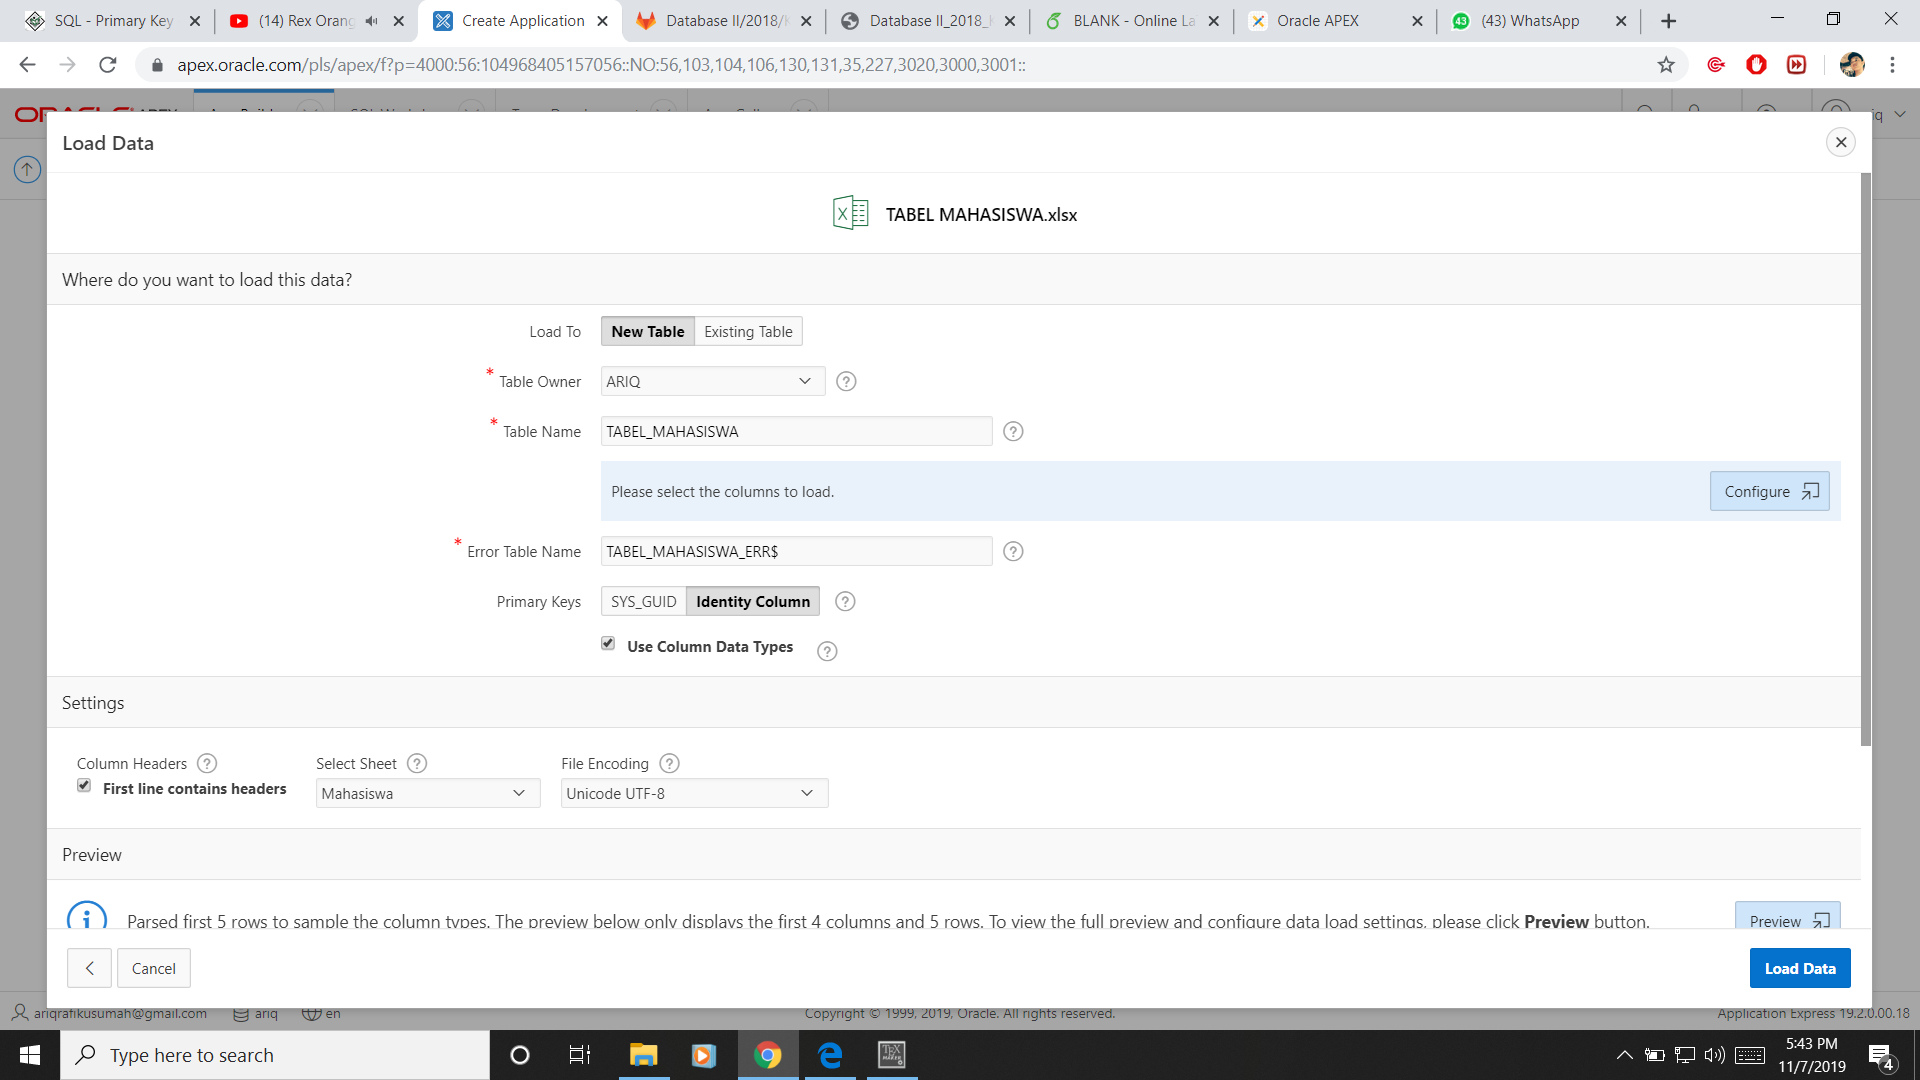 SQL - Primary Key
(14) Rex Orang
Create Application
Database II/2018/
Database II_2018_
BLANK - Online La
Oracle APEX
43
(43) WhatsApp
apex.oracle.com/pls/apex/f?p=4000:56:104968405157056::NO:56,103,104,106,130,131,35,227,3020,3000,3001::
Load Data
TABEL MAHASISWA.xlsx
Where do you want to load this data?
Load To
New Table
Existing Table
* Table Owner
ARIQ
?
* Table Name
TABEL_MAHASISWA
?
Please select the columns to load.
Configure
* Error Table Name
TABEL_MAHASISWA_ERR$
?
Primary Keys
SYS_GUID
Identity Column
?
Use Column Data Types
?
Settings
Column Headers ?
Select Sheet ?
File Encoding ?
First line contains headers
Mahasiswa
Unicode UTF-8
Preview
i
Parsed first 5 rows to sample the column types. The preview below only displays the first 4 columns and 5 rows. To view the full preview and configure data load settings, please click Preview button.
Preview
Cancel
Load Data
ariqrafikusumah@gmail.com
ariq
en
Copyright © 1999, 2019, Oracle. All rights reserved.
Application Express 19.2.0.00.18
Type here to search
TEX
MAKER
5:43 PM
11/7/2019
4